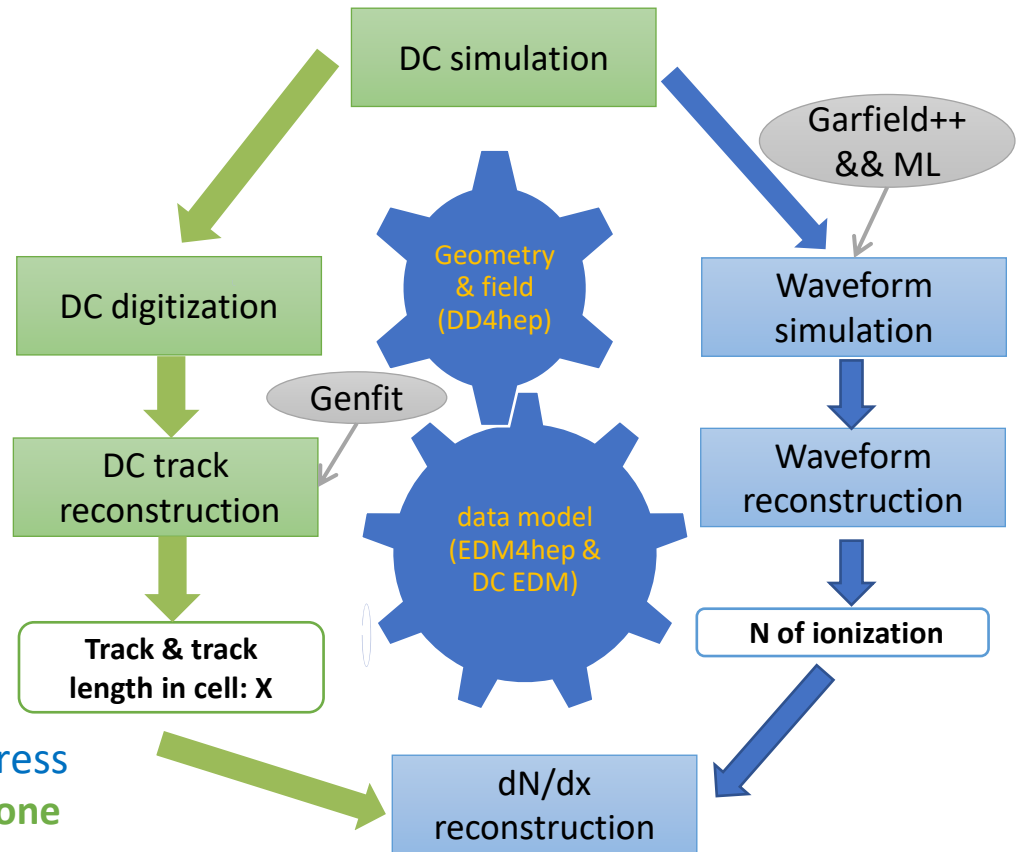 DC simulation
Garfield++
&& ML
Geometry
& field
(DD4hep)
DC digitization
Waveform
simulation
Genfit
DC track
reconstruction
Waveform
reconstruction
data model
(EDM4hep &
DC EDM)
Track & track
length in cell: X
N of ionization
ress
one
dN/dx
reconstruction